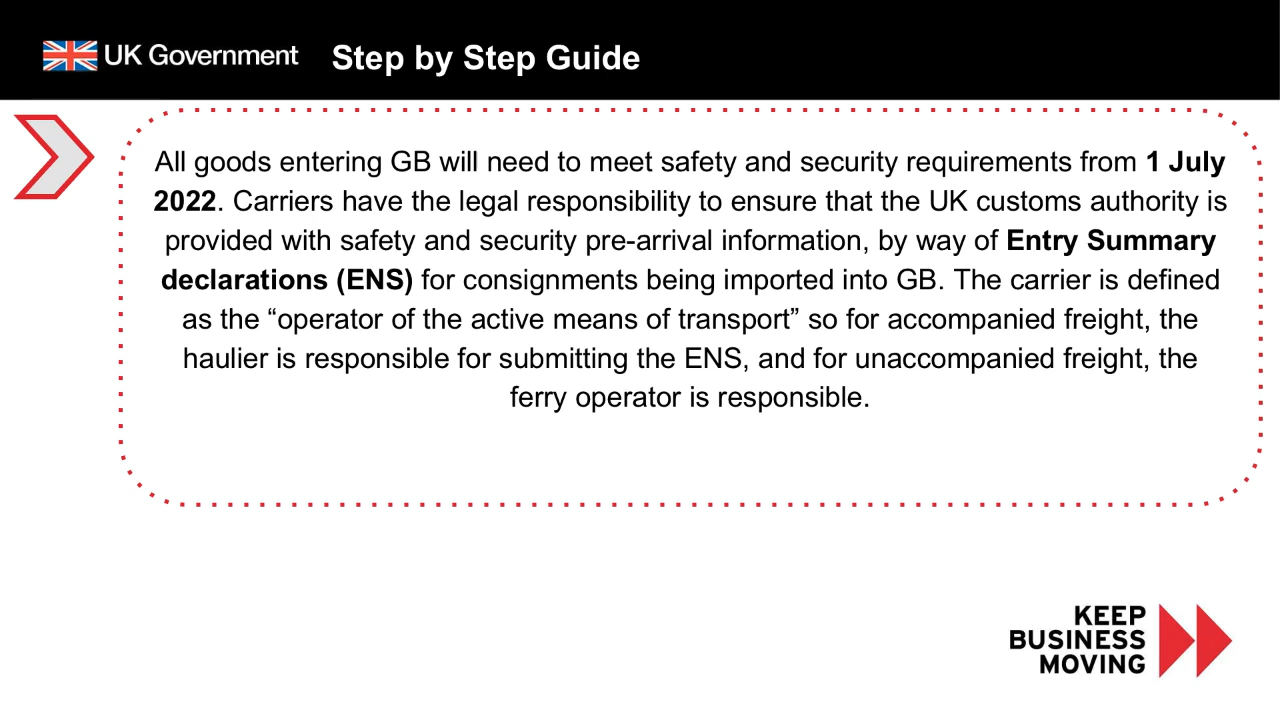 UK Government
Step by Step Guide
All goods entering GB will need to meet safety and security requirements from 1 July
2022. Carriers have the legal responsibility to ensure that the UK customs authority is
provided with safety and security pre-arrival information, by way of Entry Summary
declarations (ENS) for consignments being imported into GB. The carrier is defined
as the “operator of the active means of transport” so for accompanied freight, the
haulier is responsible for submitting the ENS, and for unaccompanied freight, the
ferry operator is responsible.
KEEP
BUSINESS
MOVING